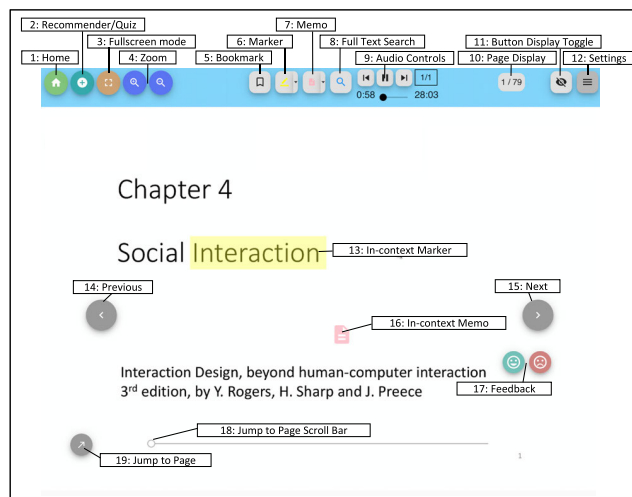 2: Recommender/Quiz
7: Memo
3: Fullscreen mode
6: Marker
8: Full Text Search
11: Button Display Toggle
1: Home
4: Zoom
5: Bookmark
9: Audio Controls
10: Page Display
12: Settings
1/1
1 / 79
0:58
28:03
Chapter 4
Social Interaction
13: In-context Marker
14: Previous
15: Next
16: In-context Memo
Interaction Design, beyond human-computer interaction
3rd edition, by Y. Rogers, H. Sharp and J. Preece
17: Feedback
18: Jump to Page Scroll Bar
19: Jump to Page
1